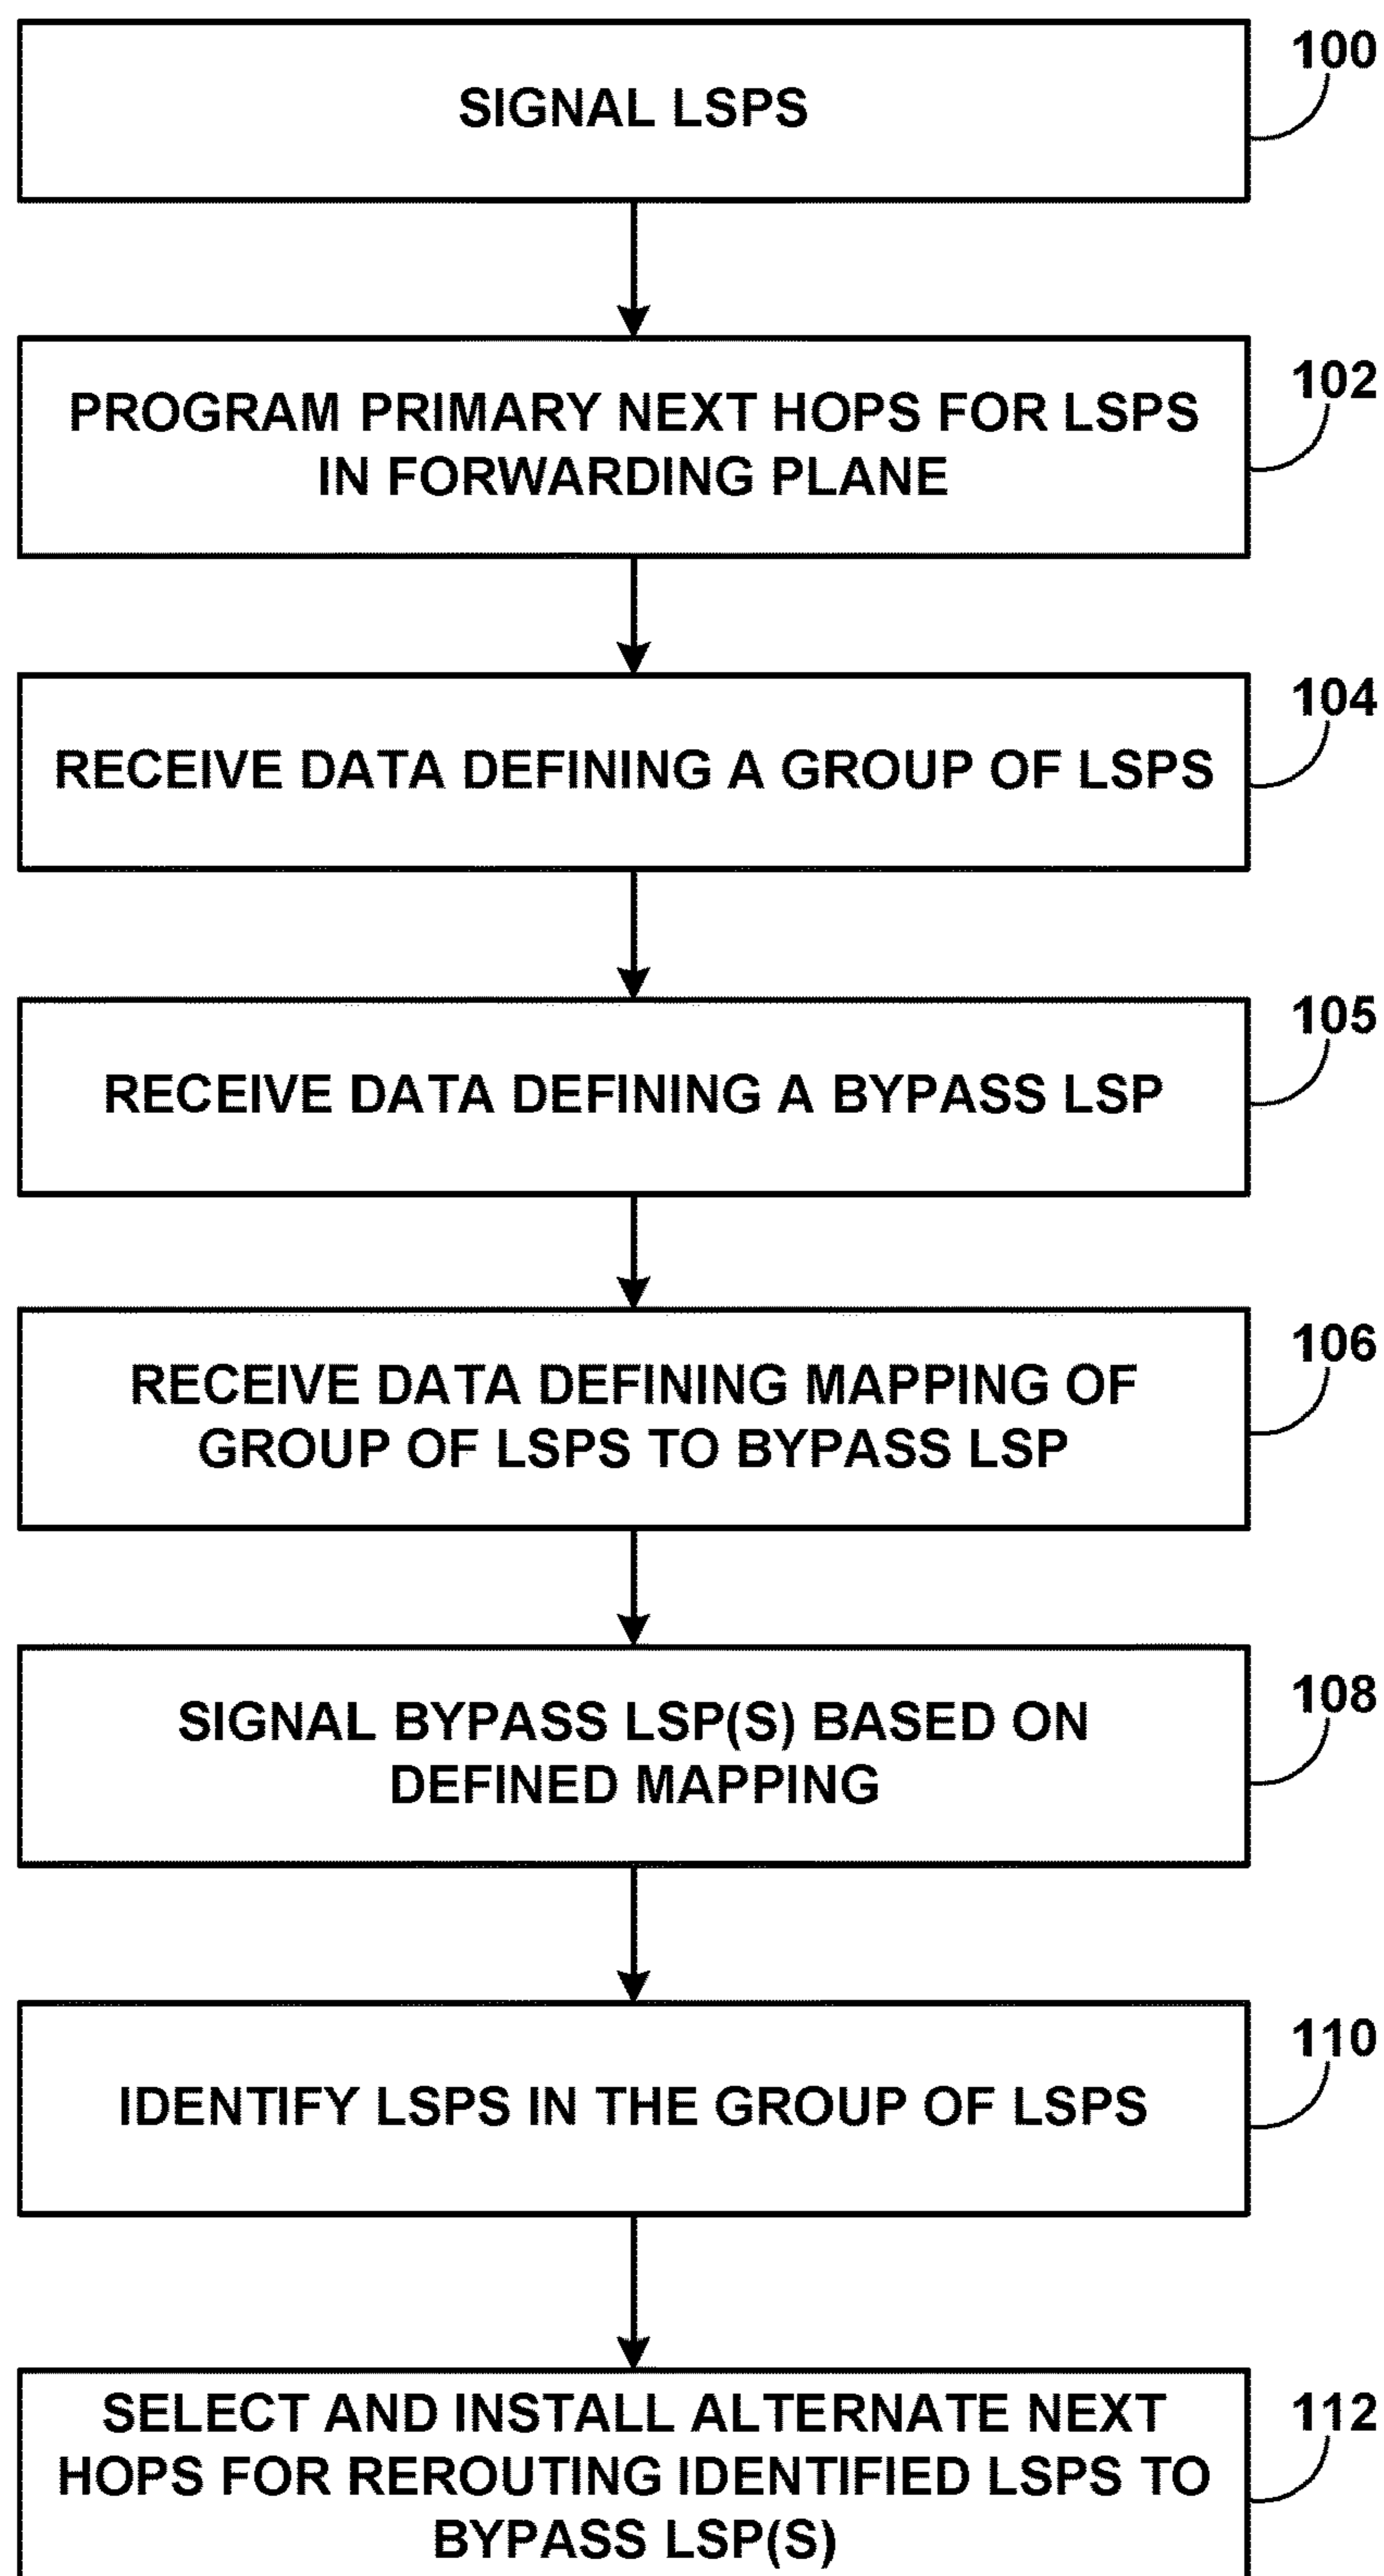 100
SIGNAL LSPS
102
PROGRAM PRIMARY NEXT HOPS FOR LSPS
IN FORWARDING PLANE
104
RECEIVE DATA DEFINING A GROUP OF LSPS
105
RECEIVE DATA DEFINING A BYPASS LSP
106
RECEIVE DATA DEFINING MAPPING OF
GROUP OF LSPS TO BYPASS LSP
108
SIGNAL BYPASS LSP(S) BASED ON
DEFINED MAPPING
110
IDENTIFY LSPS IN THE GROUP OF LSPS
112
SELECT AND INSTALL ALTERNATE NEXT
HOPS FOR REROUTING IDENTIFIED LSPS TO
BYPASS LSP(S)